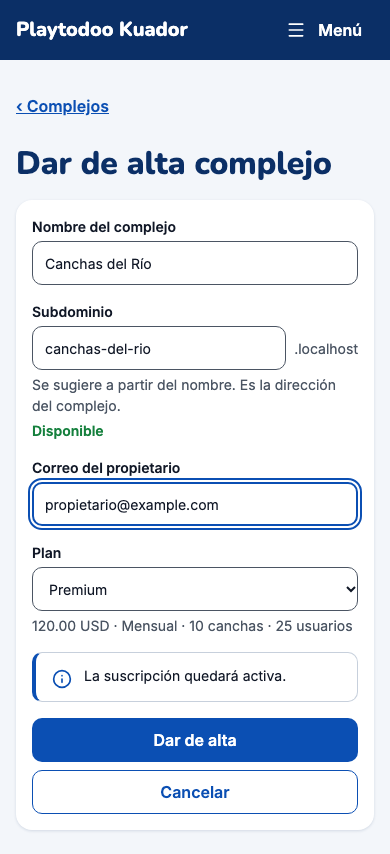 Playtodoo Kuador
☰ Menú
‹ Complejos
Dar de alta complejo
Nombre del complejo
Canchas del Río
Subdominio
canchas-del-rio .localhost
Se sugiere a partir del nombre. Es la dirección
del complejo.
Disponible
Correo del propietario
propietario@example.com
Plan
Premium
120.00 USD · Mensual · 10 canchas · 25 usuarios
La suscripción quedará activa.
Dar de alta
Cancelar